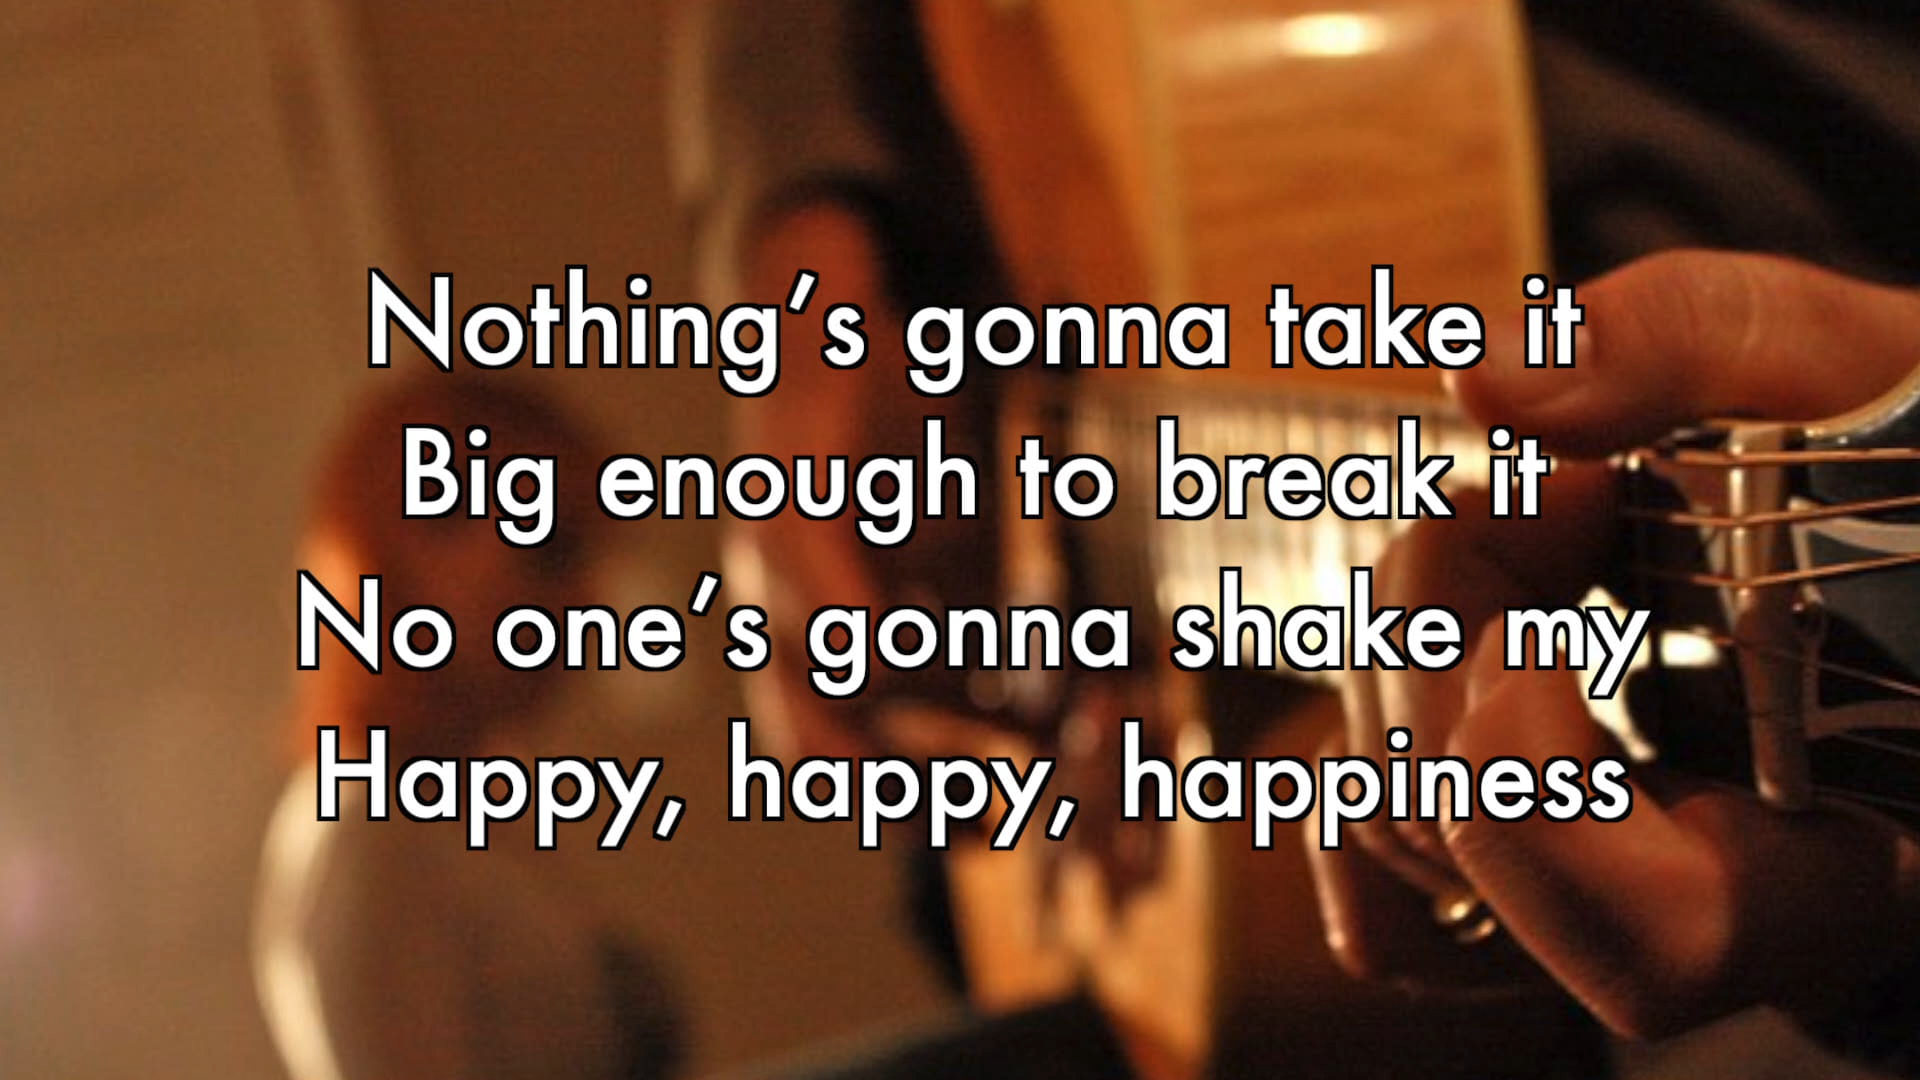 Nothing’s gonna take it
Big enough to break it
No one’s gonna shake my
Happy, happy, happiness